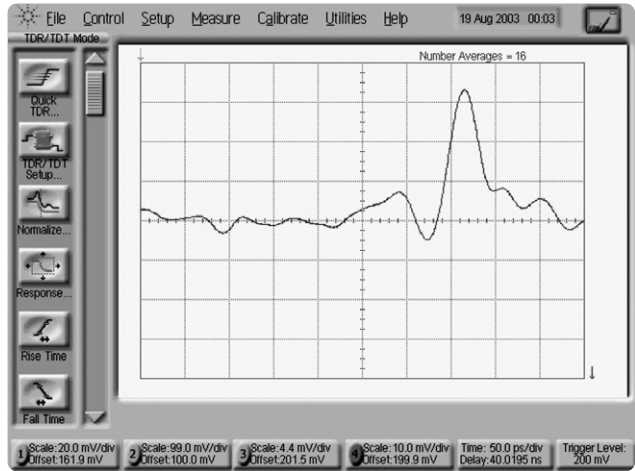 File Control Setup Measure Calibrate Utilities Help 19 Aug 2003 00:03
TDR/TDT Mode
Number Averages = 16
Quick
TDR...
TDR/TDT
Setup...
Normalize...
Response...
Rise Time
Fall Time
1 Scale:20.0 mV/div
Offset:161.9 mV
2 Scale:99.0 mV/div
Offset:100.0 mV
3 Scale:4.4 mV/div
Offset:201.5 mV
4 Scale:10.0 mV/div
Offset:199.9 mV
Time: 50.0 ps/div
Delay:40.0195 ns
Trigger Level:
200 mV